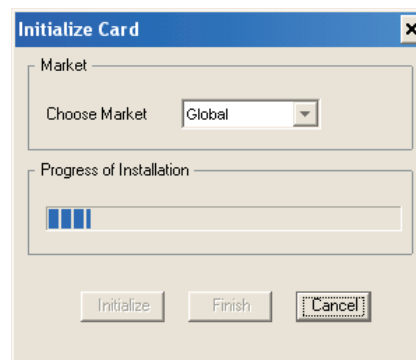 Initialize Card
Market
Choose Market Global
Progress of Installation
Initialize Finish Cancel